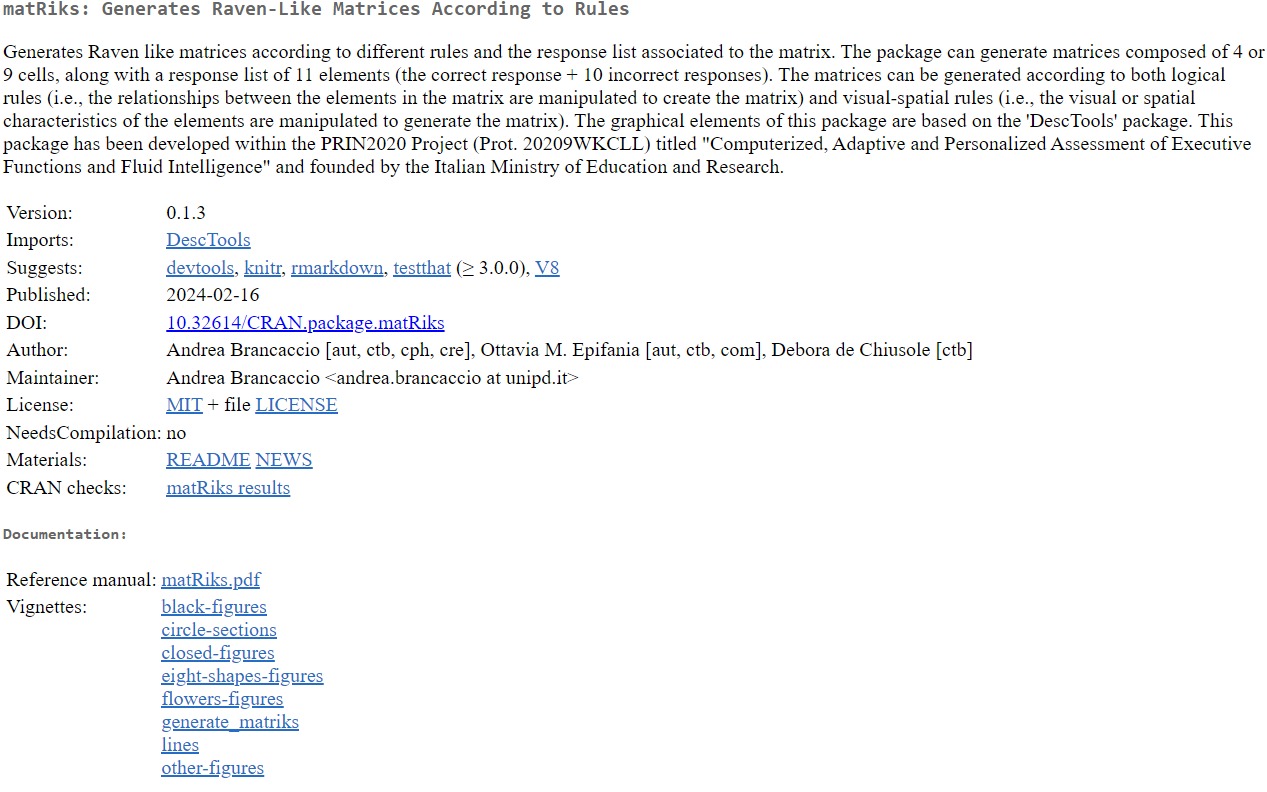 matRiks: Generates Raven-Like Matrices According to Rules
Generates Raven like matrices according to different rules and the response list associated to the matrix. The package can generate matrices composed of 4 or
9 cells, along with a response list of 11 elements (the correct response + 10 incorrect responses). The matrices can be generated according to both logical
rules (i.e., the relationships between the elements in the matrix are manipulated to create the matrix) and visual-spatial rules (i.e., the visual or spatial
characteristics of the elements are manipulated to generate the matrix). The graphical elements of this package are based on the 'DescTools' package. This
package has been developed within the PRIN2020 Project (Prot. 20209WKCLL) titled "Computerized, Adaptive and Personalized Assessment of Executive
Functions and Fluid Intelligence" and founded by the Italian Ministry of Education and Research.
Version: 0.1.3
Imports: DescTools
Suggests: devtools, knitr, rmarkdown, testthat (≥ 3.0.0), V8
Published: 2024-02-16
DOI: 10.32614/CRAN.package.matRiks
Author: Andrea Brancaccio [aut, ctb, cph, cre], Ottavia M. Epifania [aut, ctb, com], Debora de Chiusole [ctb]
Maintainer: Andrea Brancaccio <andrea.brancaccio at unipd.it>
License: MIT + file LICENSE
NeedsCompilation: no
Materials: README NEWS
CRAN checks: matRiks results
Documentation:
Reference manual: matRiks.pdf
Vignettes: black-figures
circle-sections
closed-figures
eight-shapes-figures
flowers-figures
generate_matriks
lines
other-figures